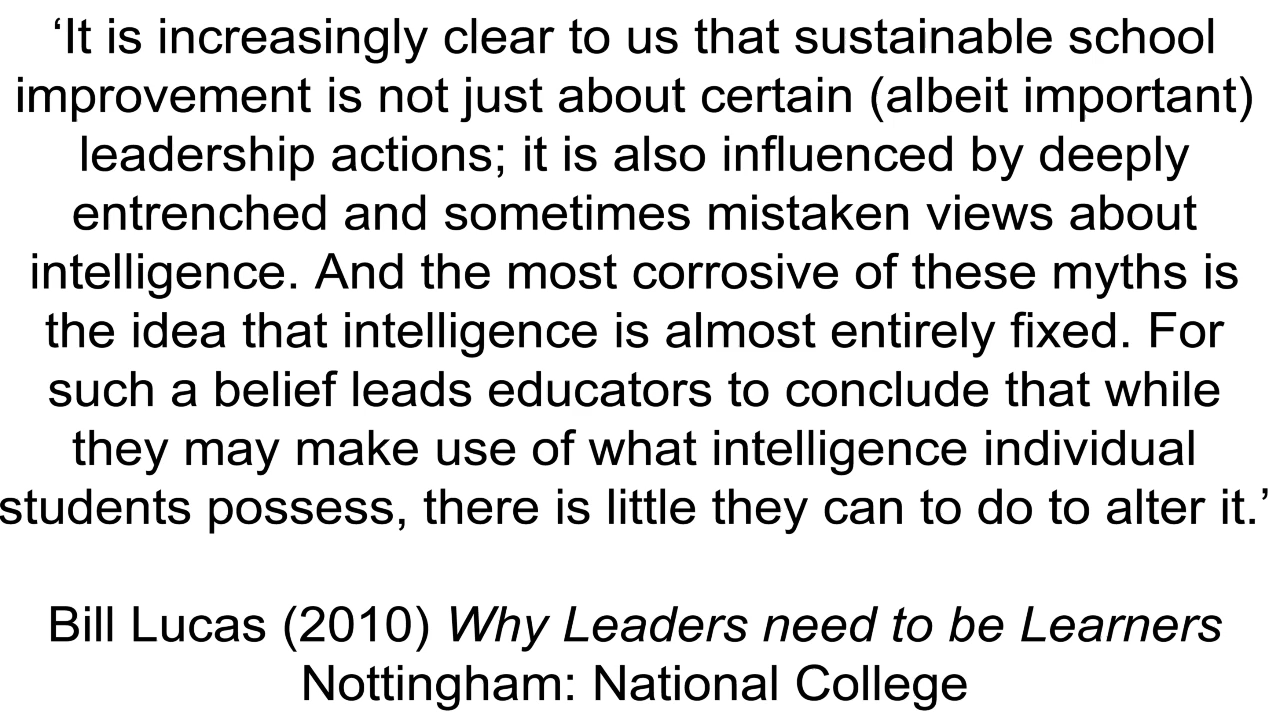 ‘It is increasingly clear to us that sustainable school
improvement is not just about certain (albeit important)
leadership actions; it is also influenced by deeply
entrenched and sometimes mistaken views about
intelligence. And the most corrosive of these myths is
the idea that intelligence is almost entirely fixed. For
such a belief leads educators to conclude that while
they may make use of what intelligence individual
students possess, there is little they can to do to alter it.’
Bill Lucas (2010) Why Leaders need to be Learners
Nottingham: National College